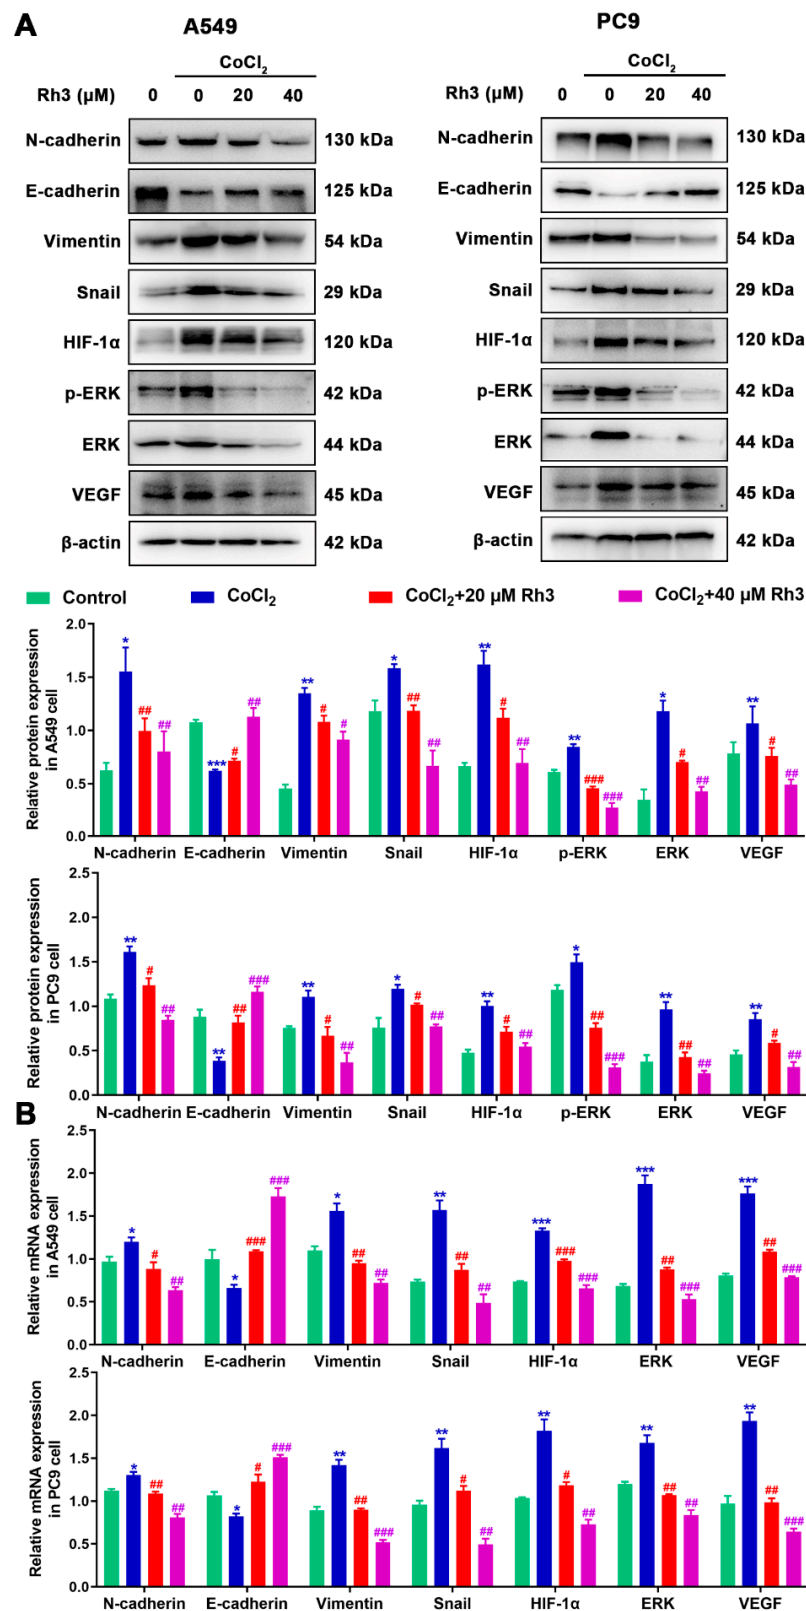 A
A549
PC9
CoCl2
CoCl2
Rh3 (μM) 0 0 20 40
Rh3 (μM) 0 0 20 40
N-cadherin 130 kDa
E-cadherin 125 kDa
Vimentin 54 kDa
Snail 29 kDa
HIF-1α 120 kDa
p-ERK 42 kDa
ERK 44 kDa
VEGF 45 kDa
β-actin 42 kDa
N-cadherin 130 kDa
E-cadherin 125 kDa
Vimentin 54 kDa
Snail 29 kDa
HIF-1α 120 kDa
p-ERK 42 kDa
ERK 44 kDa
VEGF 45 kDa
β-actin 42 kDa
Control CoCl2 CoCl2+20 μM Rh3 CoCl2+40 μM Rh3
Relative protein expression
in A549 cell
2.0
1.5
1.0
0.5
0.0
* ## ##
*** # ##
** # #
* ## ##
** # ##
** ### ###
* # ##
** # ##
N-cadherin E-cadherin Vimentin Snail HIF-1α p-ERK ERK VEGF
Relative protein expression
in PC9 cell
2.5
2.0
1.5
1.0
0.5
0.0
** # ##
** ## ###
** # ##
* # ##
** # ##
* ## ###
** ## ##
** # ##
N-cadherin E-cadherin Vimentin Snail HIF-1α p-ERK ERK VEGF
B
Relative mRNA expression
in A549 cell
2.5
2.0
1.5
1.0
0.5
0.0
* # ##
* ### ###
* ## ##
** ## ##
*** ### ###
*** ## ###
*** ## ###
N-cadherin E-cadherin Vimentin Snail HIF-1α ERK VEGF
Relative mRNA expression
in PC9 cell
2.5
2.0
1.5
1.0
0.5
0.0
* ## ##
* # ###
** ## ###
** # ##
** # ##
** ## ##
** ## ###
N-cadherin E-cadherin Vimentin Snail HIF-1α ERK VEGF